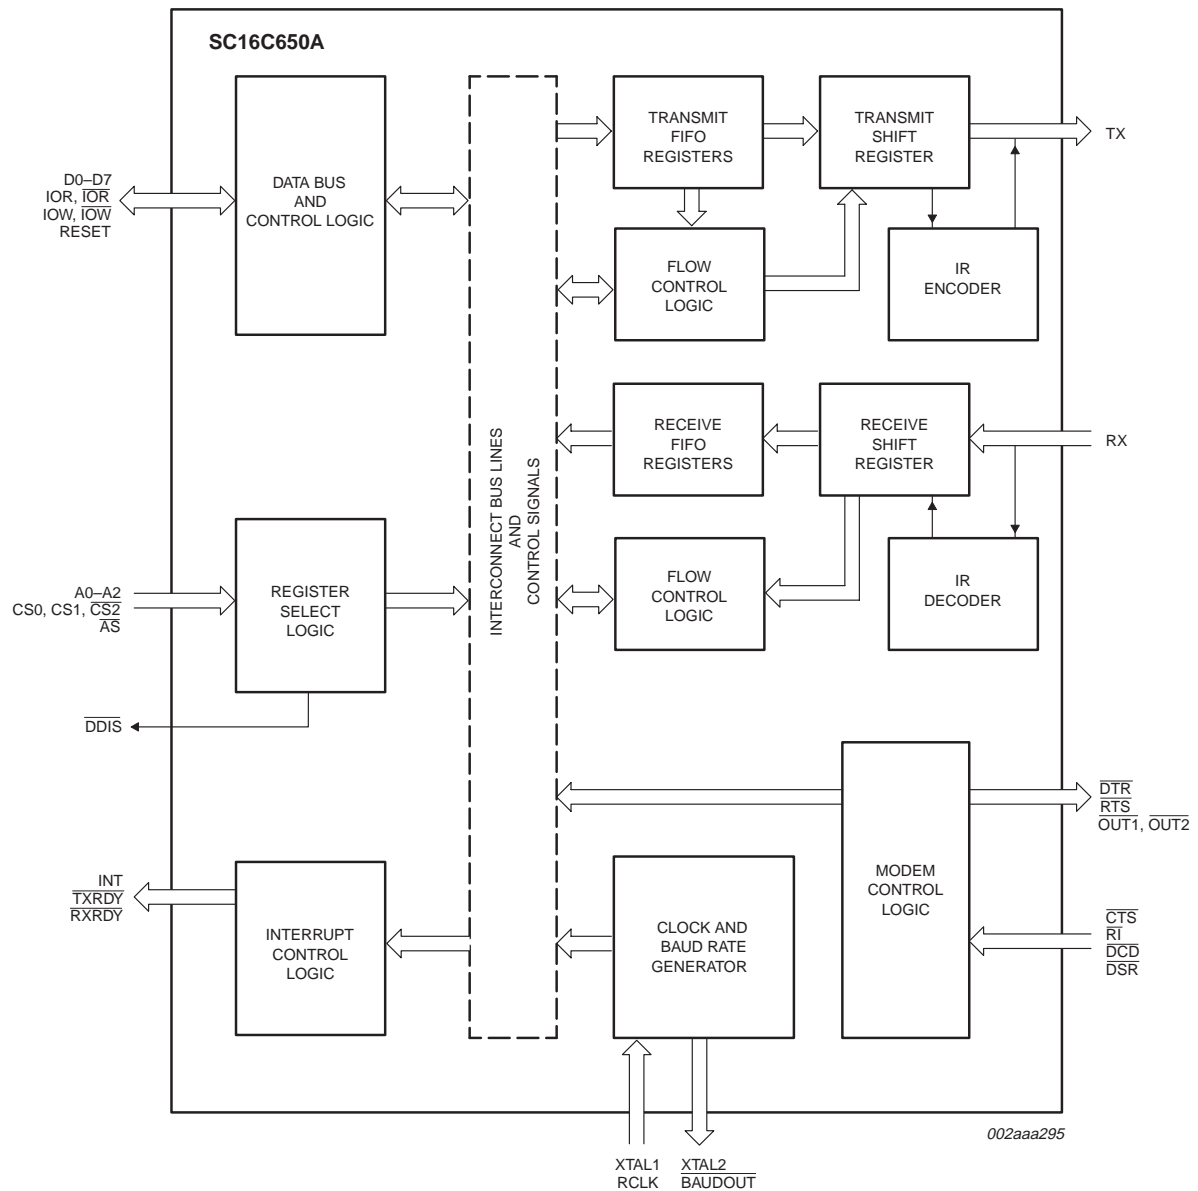 SC16C650A
D0–D7
IOR, IOR
IOW, IOW
RESET
DATA BUS
AND
CONTROL LOGIC
TRANSMIT
FIFO
REGISTERS
TRANSMIT
SHIFT
REGISTER
TX
FLOW
CONTROL
LOGIC
IR
ENCODER
INTERCONNECT BUS LINES
AND
CONTROL SIGNALS
RECEIVE
FIFO
REGISTERS
RECEIVE
SHIFT
REGISTER
RX
A0–A2
CS0, CS1, CS2
AS
REGISTER
SELECT
LOGIC
FLOW
CONTROL
LOGIC
IR
DECODER
DDIS
DTR
RTS
OUT1, OUT2
MODEM
CONTROL
LOGIC
INT
TXRDY
RXRDY
INTERRUPT
CONTROL
LOGIC
CLOCK AND
BAUD RATE
GENERATOR
CTS
RI
DCD
DSR
XTAL1
RCLK
XTAL2
BAUDOUT
002aaa295